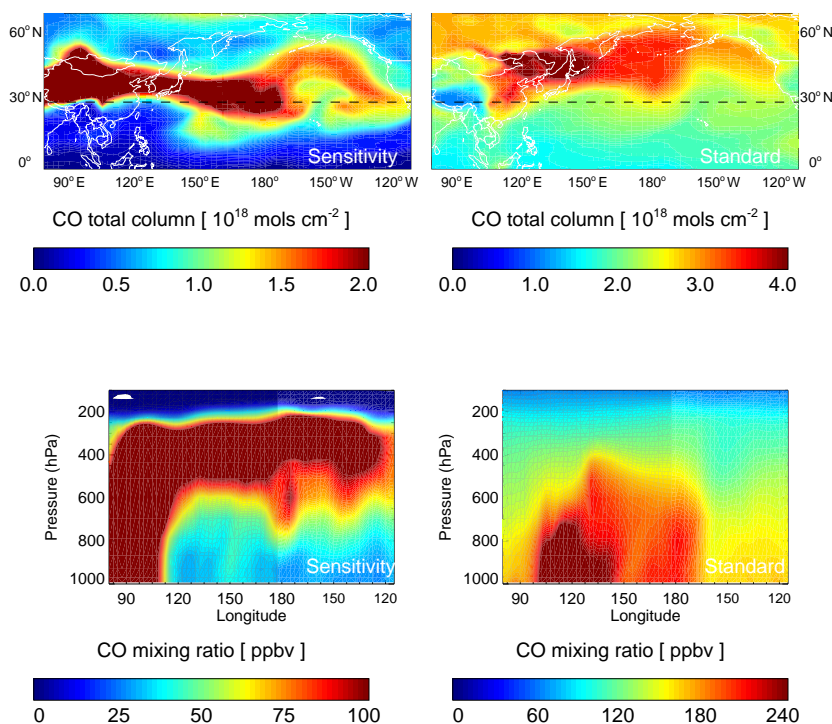 60° N
30° N
0°
Sensitivity
90° E 120° E 150° E 180° 150° W 120° W
CO total column [ 10^18 mols cm^-2 ]
0.0 0.5 1.0 1.5 2.0
60° N
30° N
0°
Standard
90° E 120° E 150° E 180° 150° W 120° W
CO total column [ 10^18 mols cm^-2 ]
0.0 1.0 2.0 3.0 4.0
Pressure (hPa)
200
400
600
800
1000
Sensitivity
90 120 150 180 150 120
Longitude
CO mixing ratio [ ppbv ]
0 25 50 75 100
Pressure (hPa)
200
400
600
800
1000
Standard
90 120 150 180 150 120
Longitude
CO mixing ratio [ ppbv ]
0 60 120 180 240